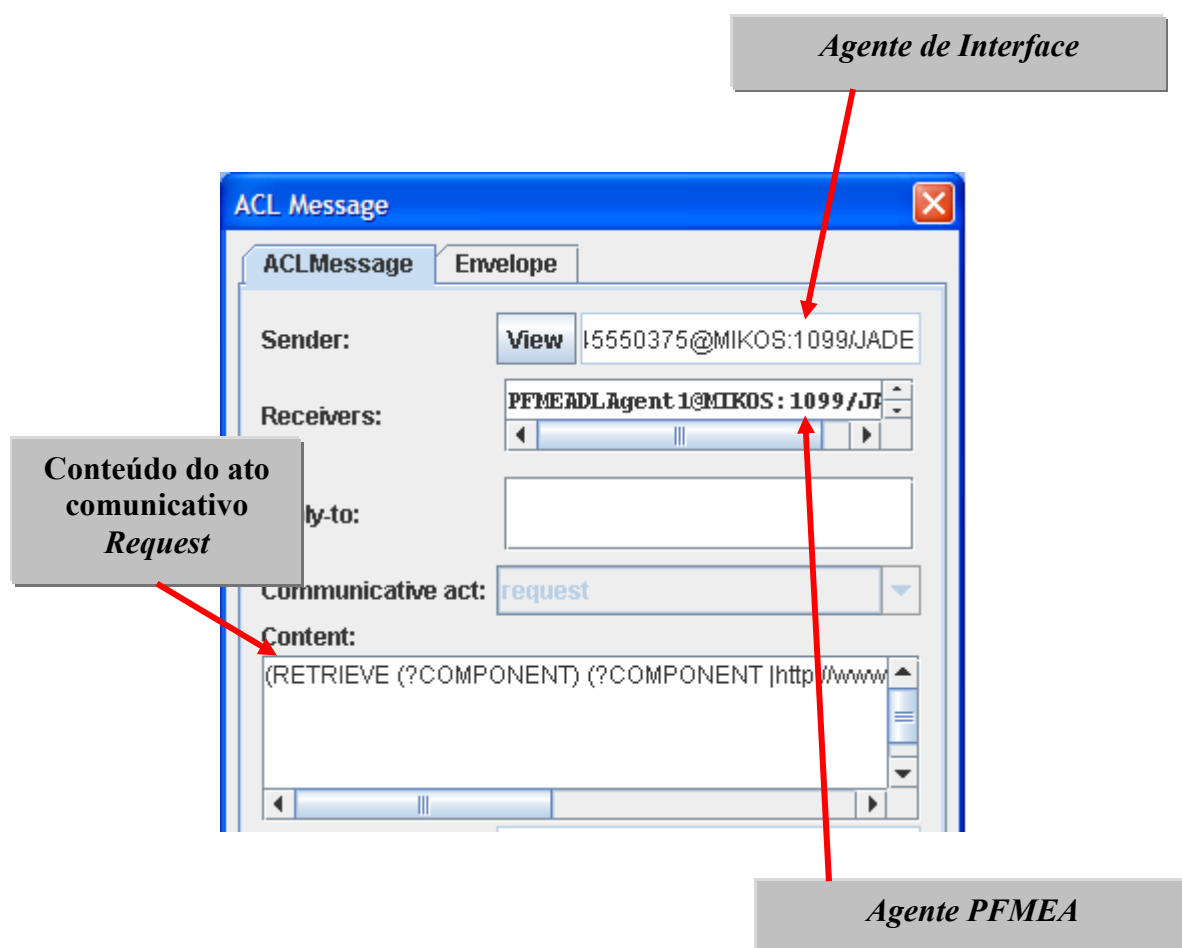 Agente de Interface
ACL Message
ACLMessage Envelope
Sender: View 45550375@MIKOS:1099/JADE
Receivers: PFMEADLAgent1@MIKOS:1099/JA
Conteúdo do ato
comunicativo
Request
ly-to:
Communicative act: request
Content:
(RETRIEVE (?COMPONENT) (?COMPONENT |http://www
Agente PFMEA